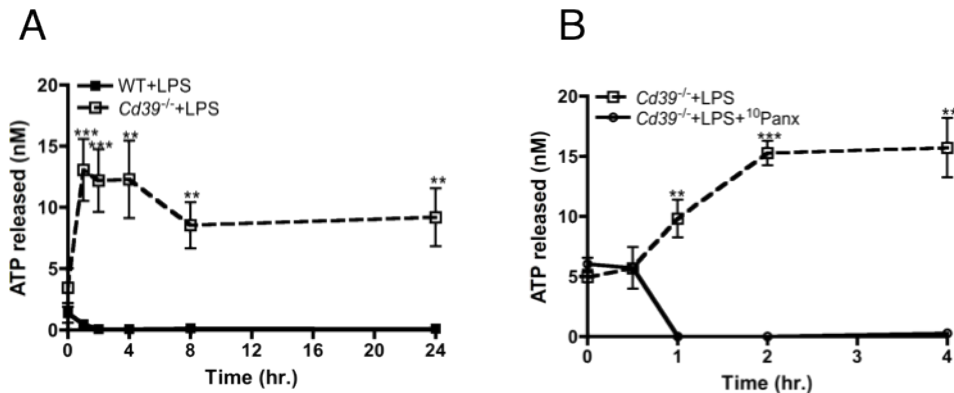 A
WT+LPS
Cd39-/-+LPS
20
15
10
5
0
***
***
**
**
**
ATP released (nM)
0 4 8 12 16 20 24
Time (hr.)
B
Cd39-/-+LPS
Cd39-/-+LPS+10Panx
20
15
10
5
0
**
***
**
ATP released (nM)
0 1 2 3 4
Time (hr.)